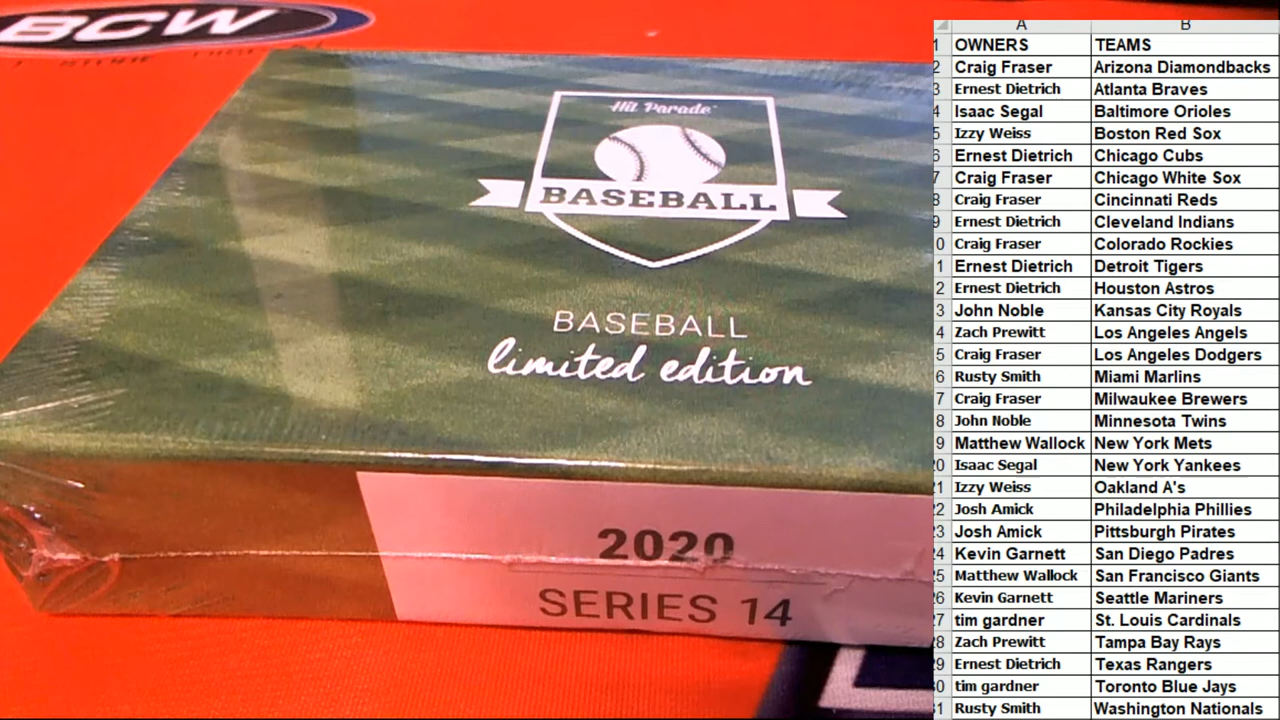 BCW
Hit Parade
BASEBALL
BASEBALL
limited edition
2020
SERIES 14
A B
1 OWNERS TEAMS
2 Craig Fraser Arizona Diamondbacks
3 Ernest Dietrich Atlanta Braves
4 Isaac Segal Baltimore Orioles
5 Izzy Weiss Boston Red Sox
6 Ernest Dietrich Chicago Cubs
7 Craig Fraser Chicago White Sox
8 Craig Fraser Cincinnati Reds
9 Ernest Dietrich Cleveland Indians
0 Craig Fraser Colorado Rockies
1 Ernest Dietrich Detroit Tigers
2 Ernest Dietrich Houston Astros
3 John Noble Kansas City Royals
4 Zach Prewitt Los Angeles Angels
5 Craig Fraser Los Angeles Dodgers
6 Rusty Smith Miami Marlins
7 Craig Fraser Milwaukee Brewers
8 John Noble Minnesota Twins
9 Matthew Wallock New York Mets
20 Isaac Segal New York Yankees
21 Izzy Weiss Oakland A's
22 Josh Amick Philadelphia Phillies
23 Josh Amick Pittsburgh Pirates
24 Kevin Garnett San Diego Padres
25 Matthew Wallock San Francisco Giants
26 Kevin Garnett Seattle Mariners
27 tim gardner St. Louis Cardinals
28 Zach Prewitt Tampa Bay Rays
29 Ernest Dietrich Texas Rangers
30 tim gardner Toronto Blue Jays
31 Rusty Smith Washington Nationals